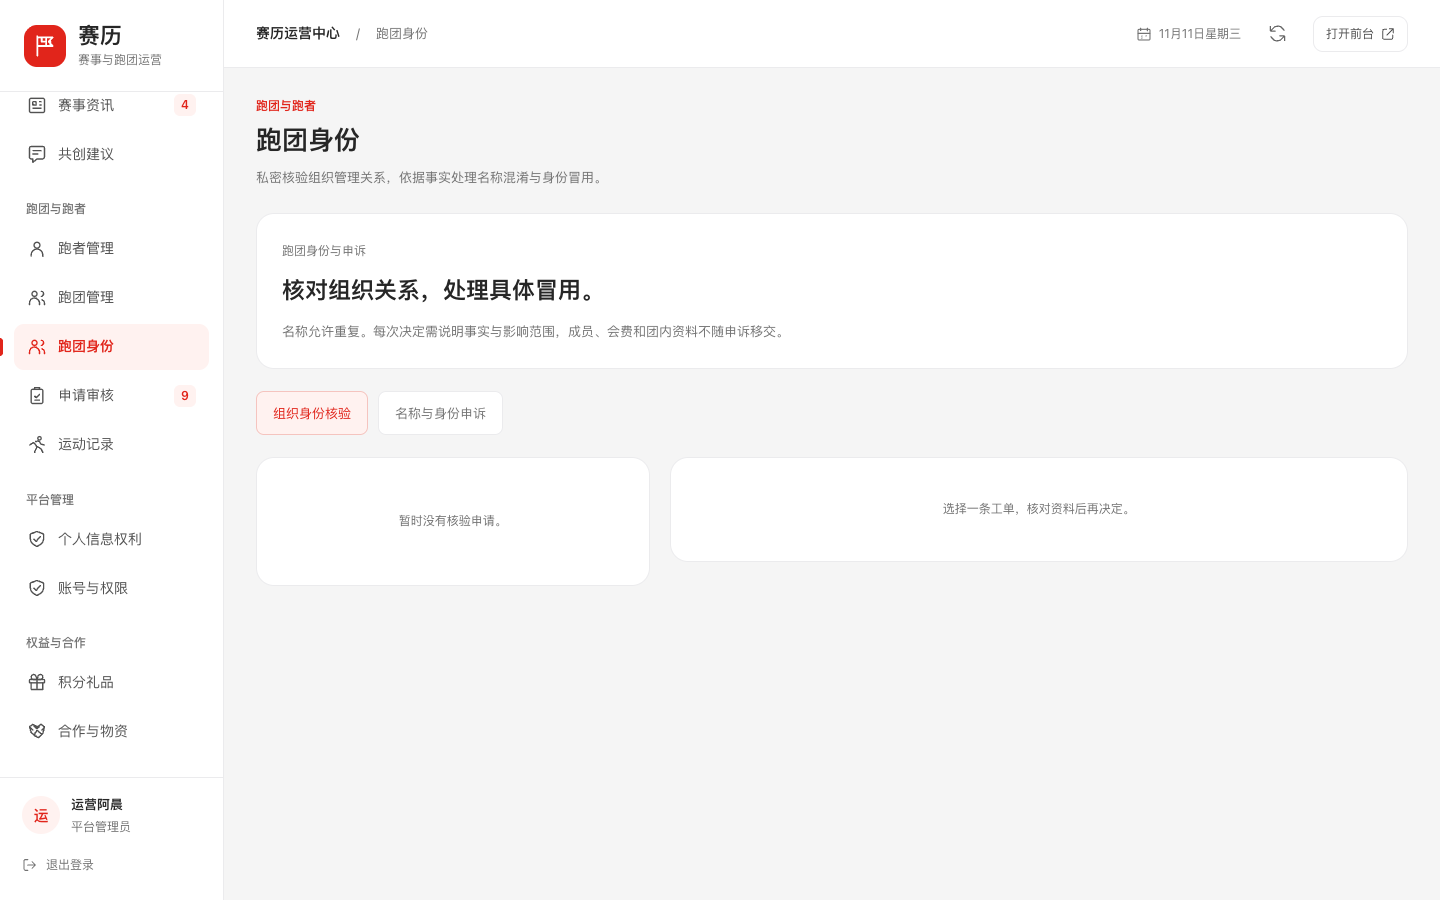 赛历
赛事与跑团运营
赛事资讯 4
共创建议
跑团与跑者
跑者管理
跑团管理
跑团身份
申请审核 9
运动记录
平台管理
个人信息权利
账号与权限
权益与合作
积分礼品
合作与物资
运 运营阿晨
平台管理员
退出登录
赛历运营中心 / 跑团身份
11月11日星期三
打开前台
跑团与跑者
跑团身份
私密核验组织管理关系，依据事实处理名称混淆与身份冒用。
跑团身份与申诉
核对组织关系，处理具体冒用。
名称允许重复。每次决定需说明事实与影响范围，成员、会费和团内资料不随申诉移交。
组织身份核验 名称与身份申诉
暂时没有核验申请。
选择一条工单，核对资料后再决定。